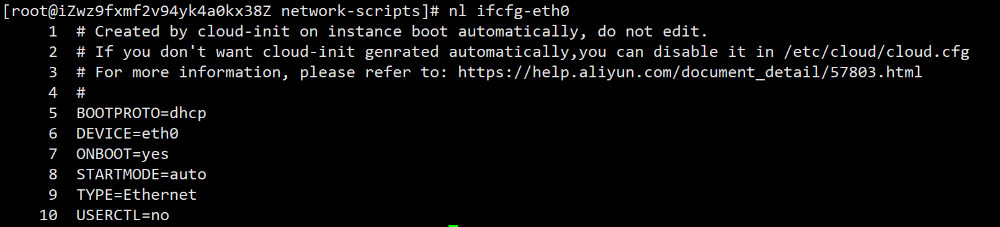 [root@iZwz9fxmf2v94yk4a0kx38Z network-scripts]# nl ifcfg-eth0
1 # Created by cloud-init on instance boot automatically, do not edit.
2 # If you don't want cloud-init genrated automatically,you can disable it in /etc/cloud/cloud.cfg
3 # For more information, please refer to: https://help.aliyun.com/document_detail/57803.html
4 #
5 BOOTPROTO=dhcp
6 DEVICE=eth0
7 ONBOOT=yes
8 STARTMODE=auto
9 TYPE=Ethernet
10 USERCTL=no